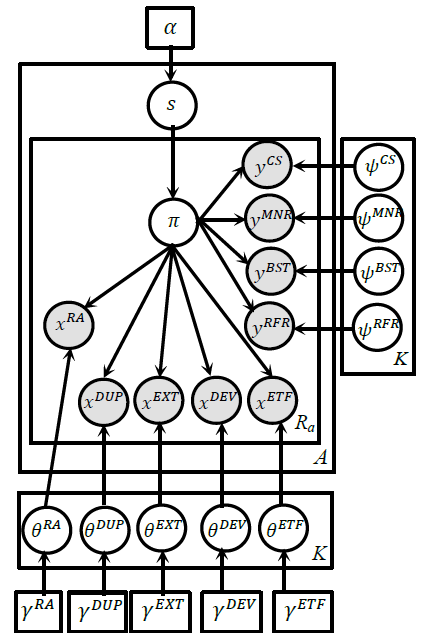 α
s
π
y^CS
ψ^CS
y^MNR
ψ^MNR
y^BST
ψ^BST
y^RFR
ψ^RFR
K
x^RA
x^DUP
x^EXT
x^DEV
x^ETF
R_a
A
θ^RA
θ^DUP
θ^EXT
θ^DEV
θ^ETF
K
γ^RA
γ^DUP
γ^EXT
γ^DEV
γ^ETF